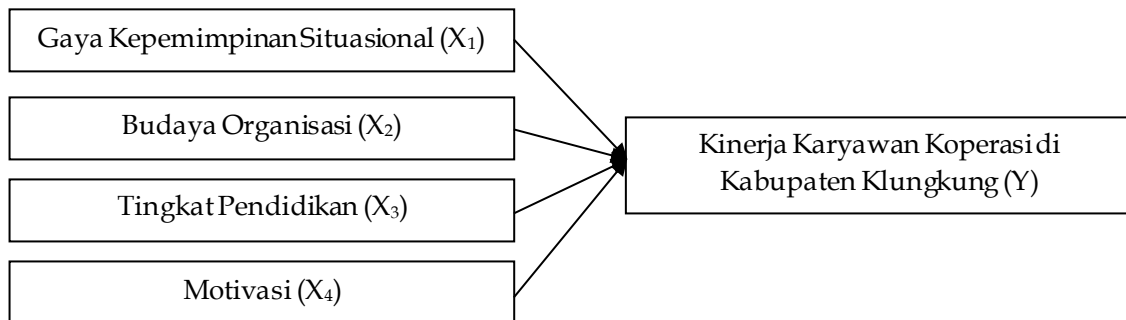 Gaya Kepemimpinan Situasional (X₁)
Budaya Organisasi (X₂)
Tingkat Pendidikan (X₃)
Motivasi (X₄)
Kinerja Karyawan Koperasi di
Kabupaten Klungkung (Y)